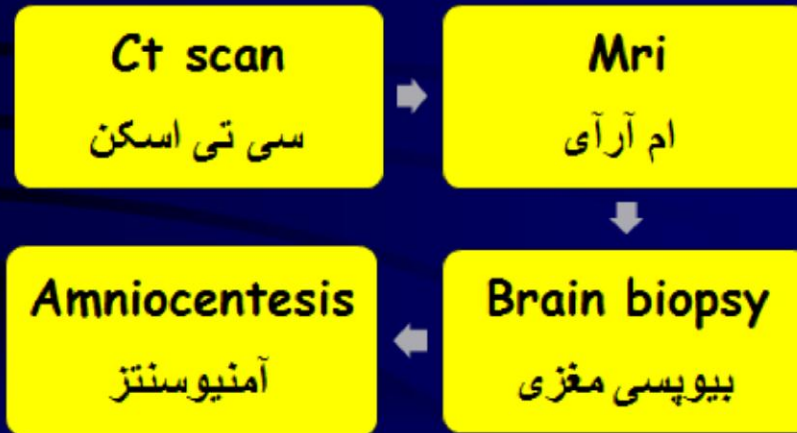 Ct scan
سی تی اسکن
Mri
ام آرآی
Brain biopsy
بیوپسی مغزی
Amniocentesis
آمنیوسنتز